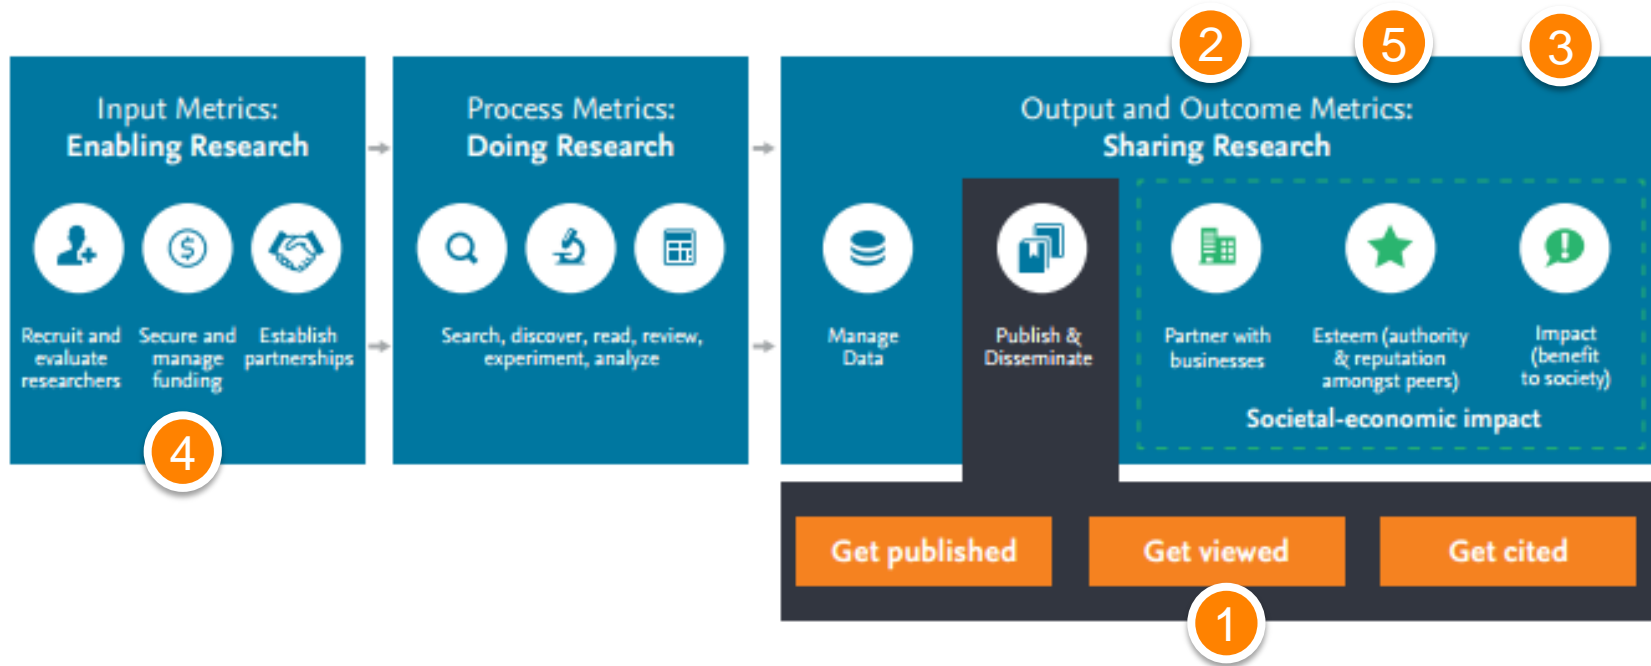 2
5
3
Input Metrics:
Enabling Research
Recruit and
evaluate
researchers
Secure and
manage
funding
Establish
partnerships
4
Process Metrics:
Doing Research
Search, discover, read, review,
experiment, analyze
Output and Outcome Metrics:
Sharing Research
Manage
Data
Publish &
Disseminate
Partner with
businesses
Esteem (authority
& reputation
amongst peers)
Impact
(benefit
to society)
Societal-economic impact
Get published
Get viewed
Get cited
1